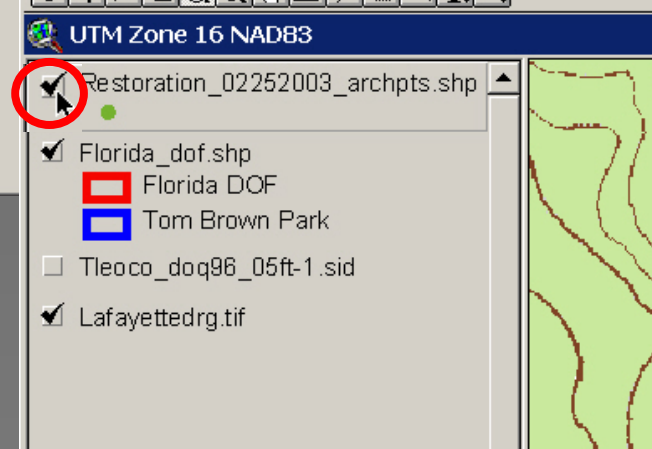 UTM Zone 16 NAD83
Restoration_02252003_archpts.shp
Florida_dof.shp
Florida DOF
Tom Brown Park
Tleoco_doq96_05ft-1.sid
Lafayettedrg.tif